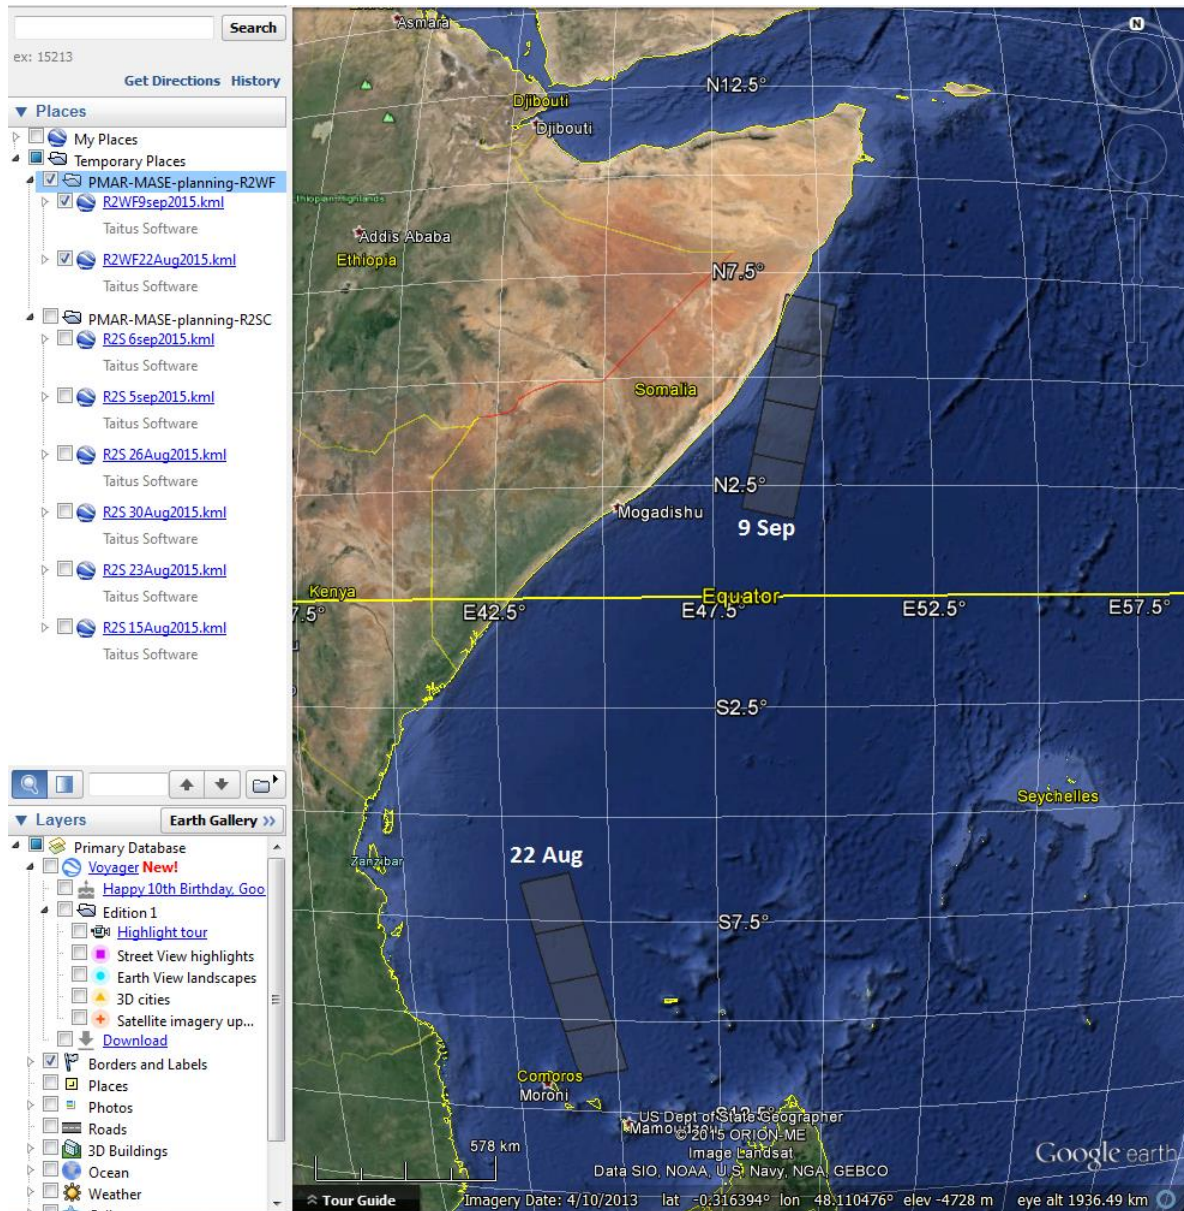 Search
ex: 15213
Get Directions History
Places
My Places
Temporary Places
PMAR-MASE-planning-R2WF
R2WF9sep2015.kml
Taitus Software
R2WF22Aug2015.kml
Taitus Software
PMAR-MASE-planning-R2SC
R2S 6sep2015.kml
Taitus Software
R2S 5sep2015.kml
Taitus Software
R2S 26Aug2015.kml
Taitus Software
R2S 30Aug2015.kml
Taitus Software
R2S 23Aug2015.kml
Taitus Software
R2S 15Aug2015.kml
Taitus Software
Layers
Earth Gallery >>
Primary Database
Voyager New!
Happy 10th Birthday, Goo
Edition 1
Highlight tour
Street View highlights
Earth View landscapes
3D cities
Satellite imagery up...
Download
Borders and Labels
Places
Photos
Roads
3D Buildings
Ocean
Weather
Asmara
N
N12.5°
Djibouti
Djibouti
Ethiopian Highlands
Addis Ababa
Ethiopia
N7.5°
Somalia
N2.5°
Mogadishu
9 Sep
Kenya
Equator
7.5°
E42.5°
E47.5°
E52.5°
E57.5°
S2.5°
Seychelles
22 Aug
Zanzibar
S7.5°
Comoros
Moroni
S12.5°
US Dept of State Geographer
Mamoudzou
© 2015 ORION-ME
Image Landsat
Data SIO, NOAA, U.S. Navy, NGA, GEBCO
578 km
Google earth
Tour Guide
Imagery Date: 4/10/2013 lat -0.316394° lon 48.110476° elev -4728 m eye alt 1936.49 km